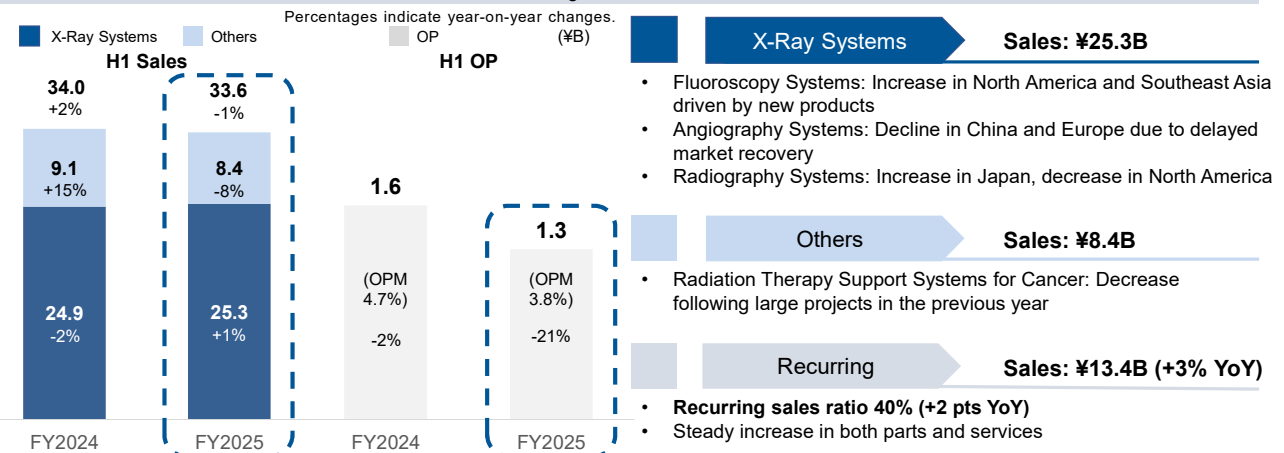 Percentages indicate year-on-year changes.
X-Ray Systems
Others
OP
(¥B)
H1 Sales
H1 OP
34.0
+2%
9.1
+15%
24.9
-2%
FY2024
33.6
-1%
8.4
-8%
25.3
+1%
FY2025
1.6
(OPM
4.7%)
-2%
FY2024
1.3
(OPM
3.8%)
-21%
FY2025
X-Ray Systems
Sales: ¥25.3B
• Fluoroscopy Systems: Increase in North America and Southeast Asia
driven by new products
• Angiography Systems: Decline in China and Europe due to delayed
market recovery
• Radiography Systems: Increase in Japan, decrease in North America
Others
Sales: ¥8.4B
• Radiation Therapy Support Systems for Cancer: Decrease
following large projects in the previous year
Recurring
Sales: ¥13.4B (+3% YoY)
• Recurring sales ratio 40% (+2 pts YoY)
• Steady increase in both parts and services